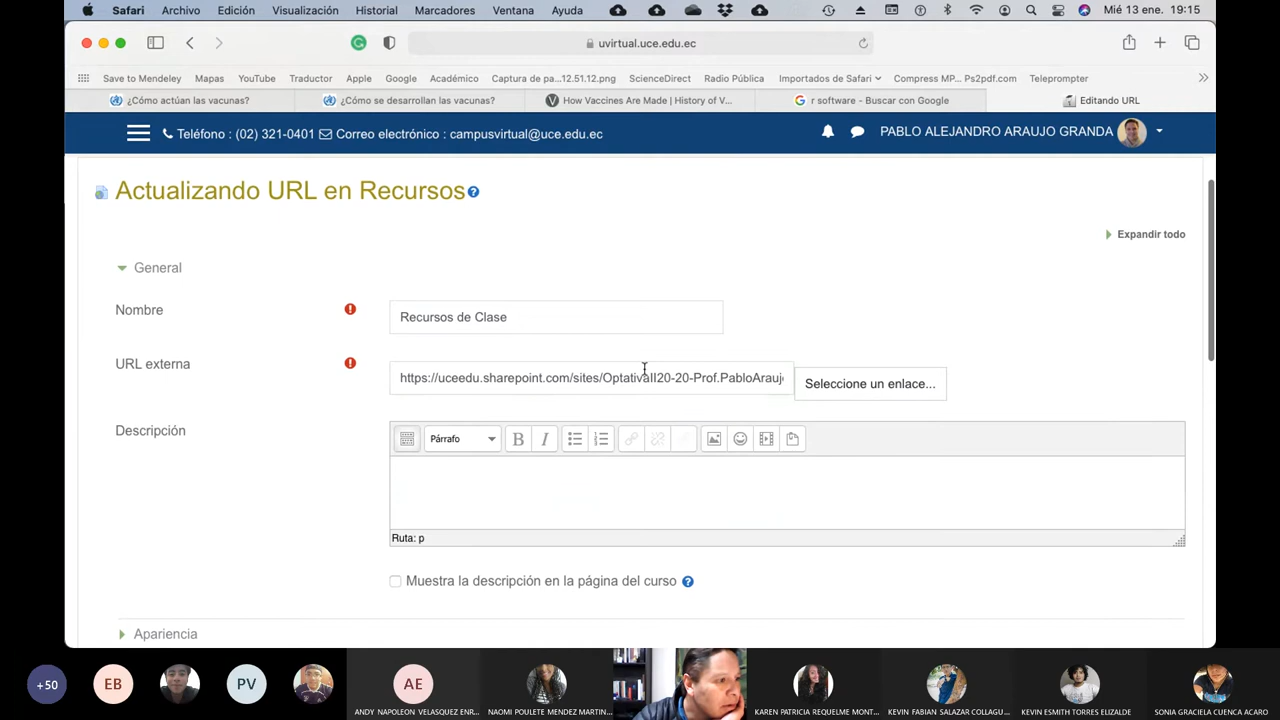 Safari Archivo Edición Visualización Historial Marcadores Ventana Ayuda Mié 13 ene. 19:15
uvirtual.uce.edu.ec
Save to Mendeley Mapas YouTube Traductor Apple Google Académico Captura de pa...12.51.12.png ScienceDirect Radio Pública Importados de Safari Compress MP... Ps2pdf.com Teleprompter
¿Cómo actúan las vacunas? ¿Cómo se desarrollan las vacunas? How Vaccines Are Made | History of V... r software - Buscar con Google Editando URL
Teléfono : (02) 321-0401 Correo electrónico : campusvirtual@uce.edu.ec PABLO ALEJANDRO ARAUJO GRANDA
Actualizando URL en Recursos
Expandir todo
General
Nombre Recursos de Clase
URL externa https://uceedu.sharepoint.com/sites/OptativaII20-20-Prof.PabloArauj Seleccione un enlace...
Descripción Párrafo B I
Ruta: p
Muestra la descripción en la página del curso
Apariencia
+50 EB PV AE
ANDY NAPOLEON VELASQUEZ ENR... NAOMI POULETE MENDEZ MARTIN... KAREN PATRICIA REQUELME MONT... KEVIN FABIAN SALAZAR COLLAGU... KEVIN ESMITH TORRES ELIZALDE SONIA GRACIELA CUENCA ACARO